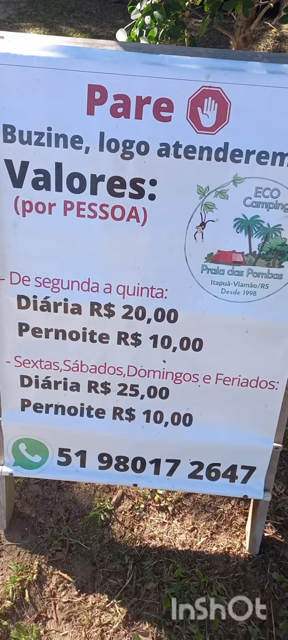 Pare
Buzine, logo atenderem
Valores:
(por PESSOA)
ECO
Camping
Praia das Pombas
Itapuã-Viamão/RS
Desde 1998
- De segunda a quinta:
Diária R$ 20,00
Pernoite R$ 10,00
- Sextas,Sábados,Domingos e Feriados:
Diária R$ 25,00
Pernoite R$ 10,00
51 98017 2647
InShOt